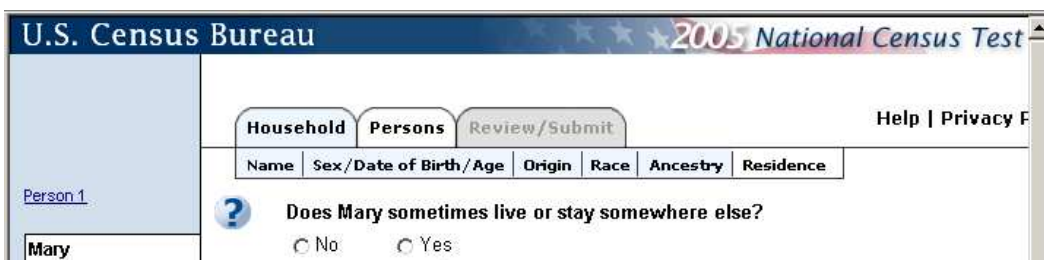 U.S. Census Bureau
2005 National Census Test
Household Persons Review/Submit
Help | Privacy
Name | Sex/Date of Birth/Age | Origin | Race | Ancestry | Residence
Person 1
? Does Mary sometimes live or stay somewhere else?
No Yes
Mary